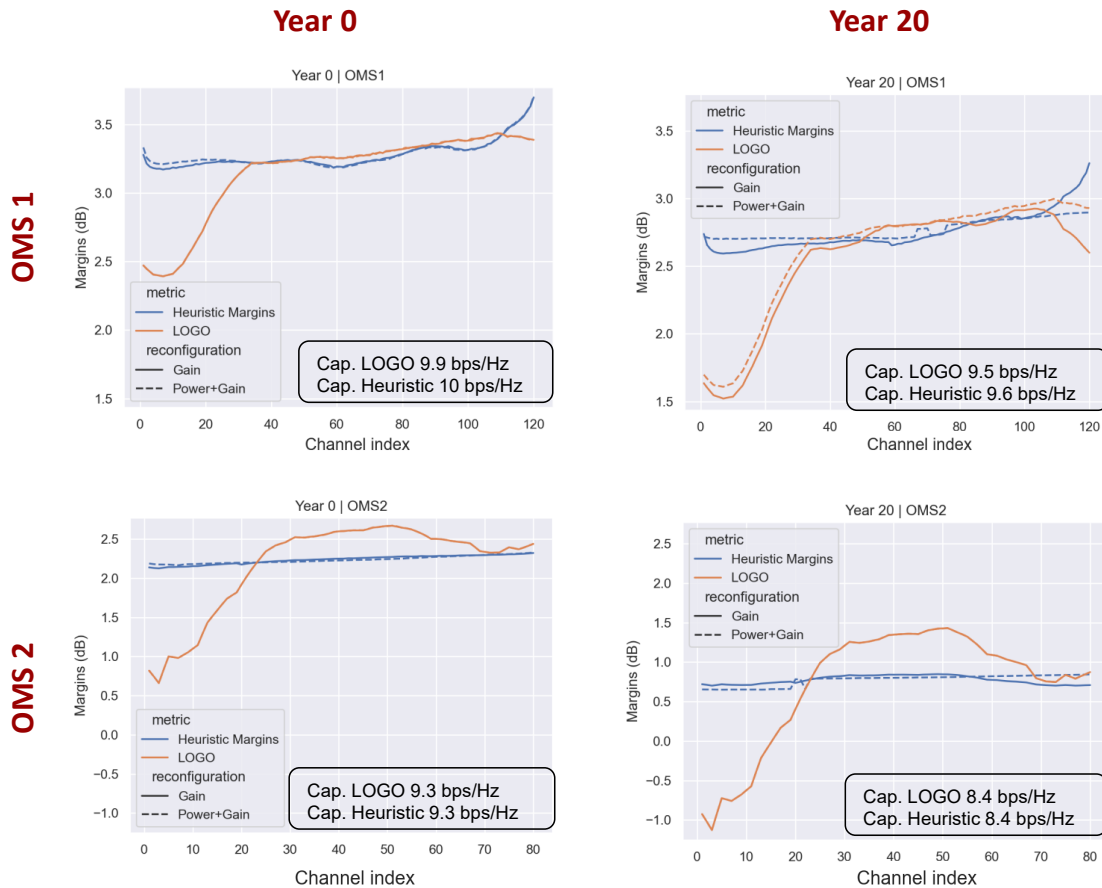 Year 0
Year 20
OMS 1
Year 0 | OMS1
Margins (dB)
3.5
3.0
2.5
2.0
1.5
metric
Heuristic Margins
LOGO
reconfiguration
Gain
Power+Gain
Cap. LOGO 9.9 bps/Hz
Cap. Heuristic 10 bps/Hz
0 20 40 60 80 100 120
Channel index
Year 20 | OMS1
Margins (dB)
3.5
3.0
2.5
2.0
1.5
metric
Heuristic Margins
LOGO
reconfiguration
Gain
Power+Gain
Cap. LOGO 9.5 bps/Hz
Cap. Heuristic 9.6 bps/Hz
0 20 40 60 80 100 120
Channel index
OMS 2
Year 0 | OMS2
Margins (dB)
2.5
2.0
1.5
1.0
0.5
0.0
−0.5
−1.0
metric
Heuristic Margins
LOGO
reconfiguration
Gain
Power+Gain
Cap. LOGO 9.3 bps/Hz
Cap. Heuristic 9.3 bps/Hz
0 10 20 30 40 50 60 70 80
Channel index
Year 20 | OMS2
Margins (dB)
2.5
2.0
1.5
1.0
0.5
0.0
−0.5
−1.0
metric
Heuristic Margins
LOGO
reconfiguration
Gain
Power+Gain
Cap. LOGO 8.4 bps/Hz
Cap. Heuristic 8.4 bps/Hz
0 10 20 30 40 50 60 70 80
Channel index